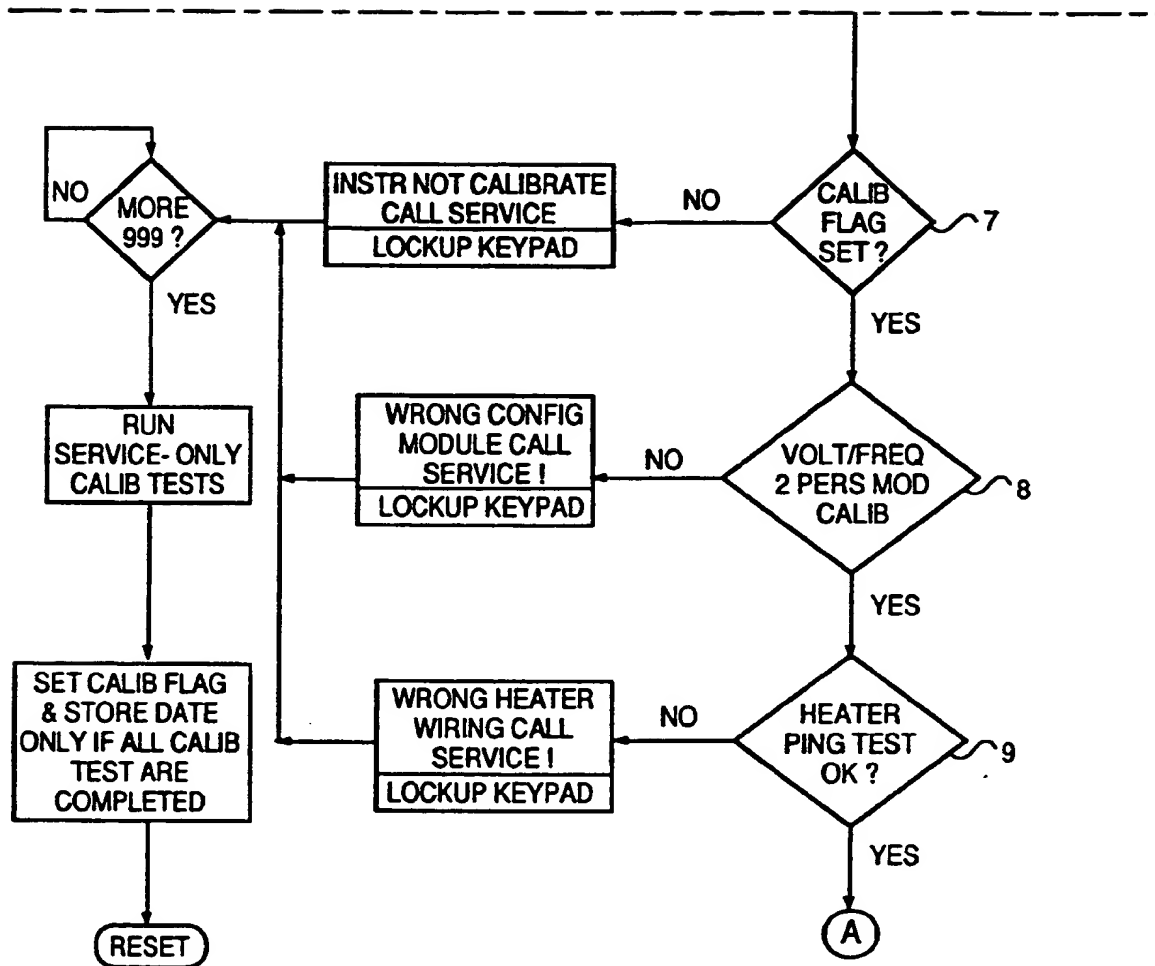 NO
MORE
999 ?
YES
INSTR NOT CALIBRATE
CALL SERVICE
LOCKUP KEYPAD
NO
CALIB
FLAG
SET ?
7
YES
RUN
SERVICE- ONLY
CALIB TESTS
WRONG CONFIG
MODULE CALL
SERVICE !
LOCKUP KEYPAD
NO
VOLT/FREQ
2 PERS MOD
CALIB
8
YES
SET CALIB FLAG
& STORE DATE
ONLY IF ALL CALIB
TEST ARE
COMPLETED
WRONG HEATER
WIRING CALL
SERVICE !
LOCKUP KEYPAD
NO
HEATER
PING TEST
OK ?
9
YES
RESET
A